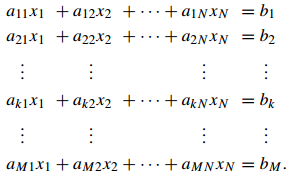 a₁₁x₁ + a₁₂x₂ + ⋯ + a₁NxN = b₁
a₂₁x₁ + a₂₂x₂ + ⋯ + a₂NxN = b₂
⋮ ⋮ ⋮ ⋮
aₖ₁x₁ + aₖ₂x₂ + ⋯ + aₖNxN = bₖ
⋮ ⋮ ⋮ ⋮
aM₁x₁ + aM₂x₂ + ⋯ + aMNxN = bM.